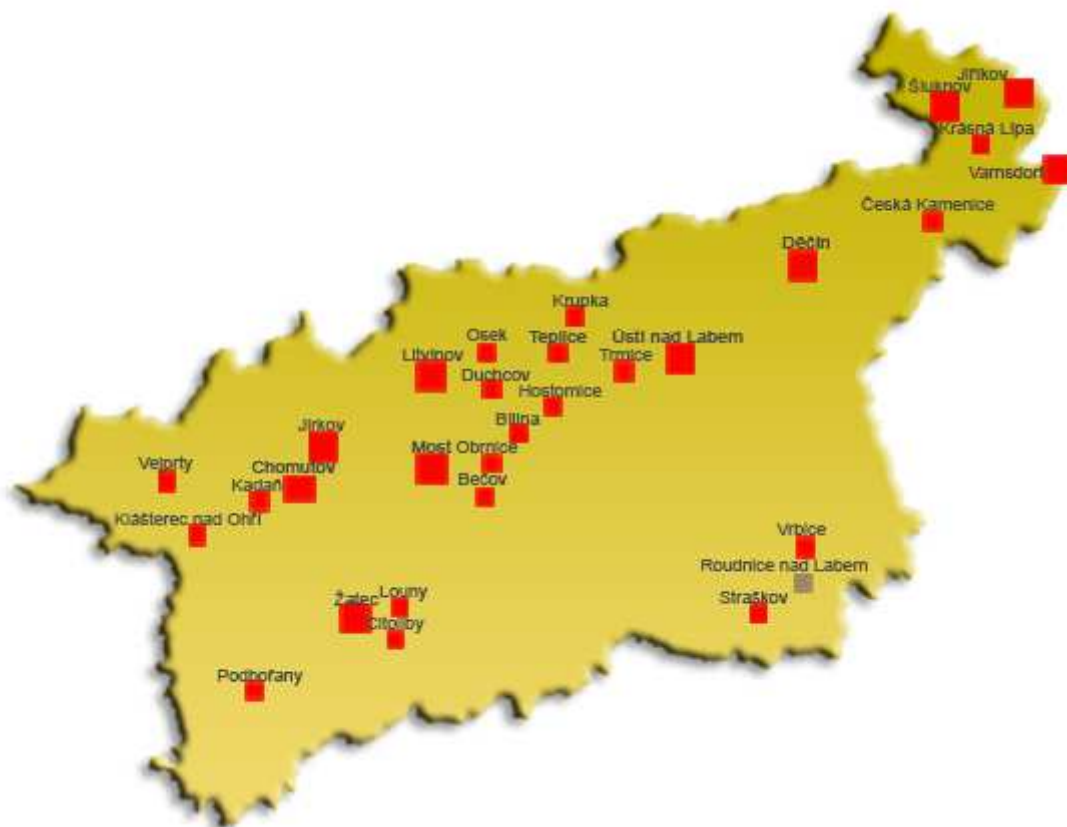 Jiříkov
Šluknov
Krásná Lípa
Varnsdorf
Česká Kamenice
Děčín
Krupka
Osek
Teplice
Ústí nad Labem
Litvínov
Trmice
Duchcov
Hostomice
Bílina
Jirkov
Most Obrnice
Vejprty
Chomutov
Kadaň
Bečov
Klášterec nad Ohří
Vrbice
Roudnice nad Labem
Louny
Žatec
Straškov
Cítoliby
Podbořany